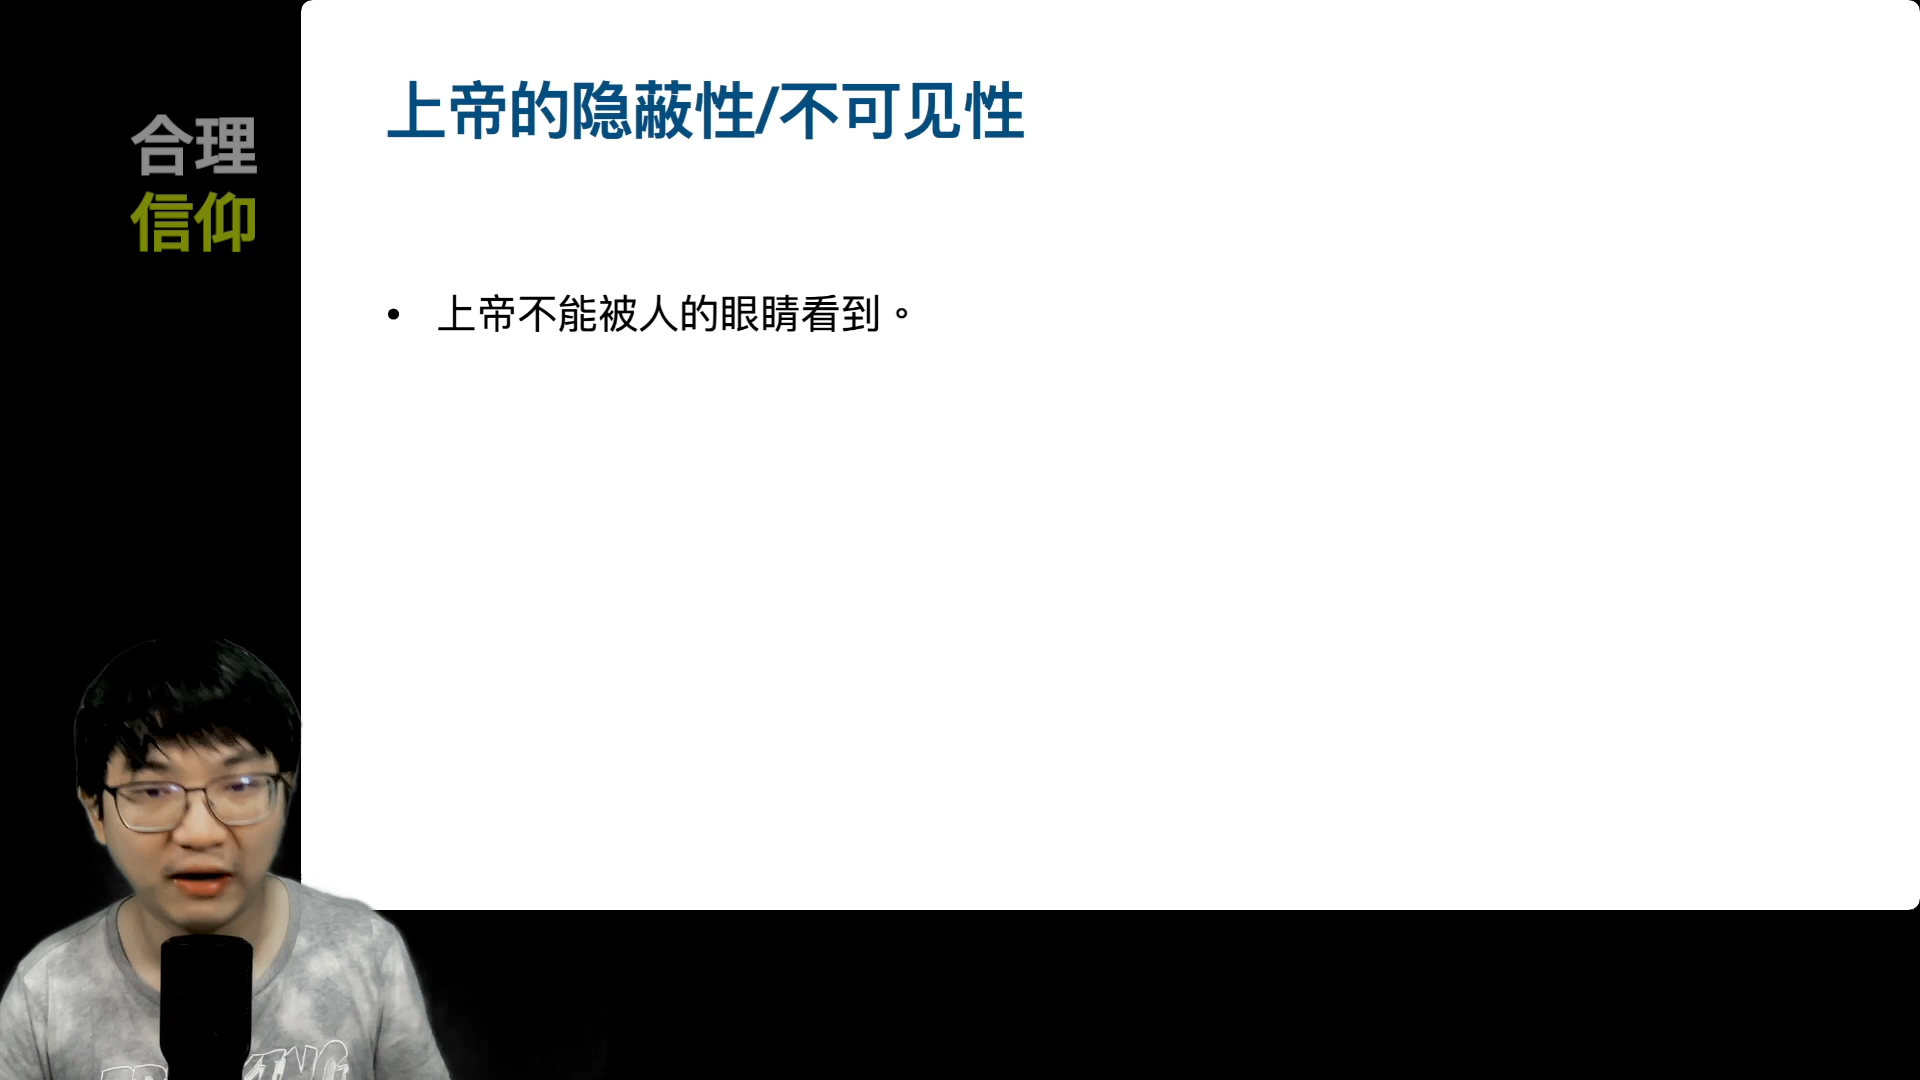 合理
信仰
上帝的隐蔽性/不可见性
• 上帝不能被人的眼睛看到。